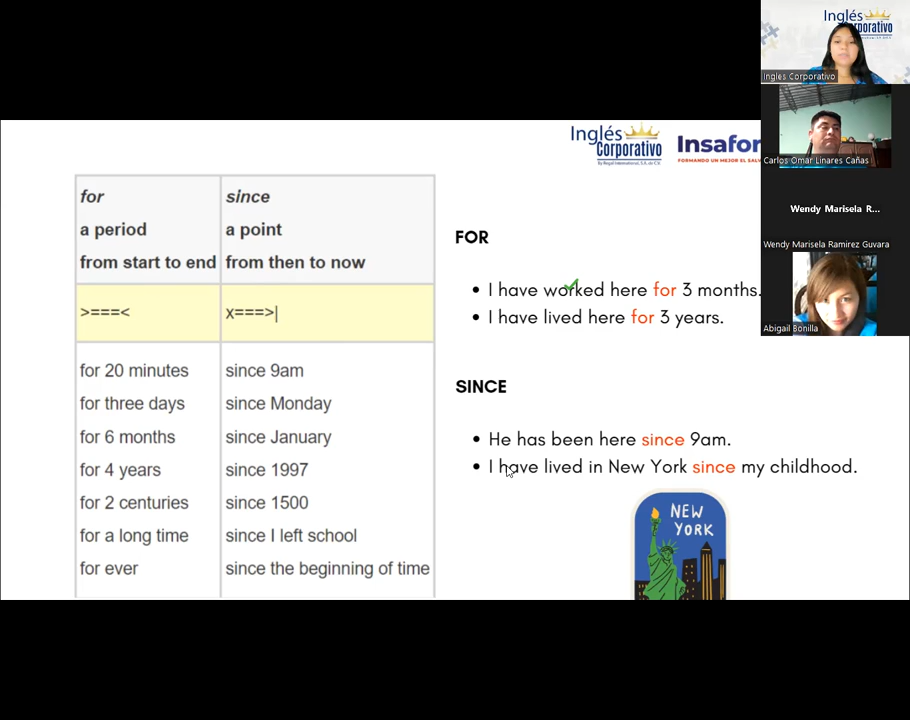 Inglés
Corporativo
Ingles Corporativo
Carlos Omar Linares Cañas
Wendy Marisela R...
Wendy Marisela Ramirez Guvara
Abigail Bonilla
Inglés
Corporativo
By Regal International, S.A. de C.V.
Insafor
FORMANDO UN MEJOR EL SALV
for
since
a period
a point
from start to end
from then to now
>===<
x===>|
for 20 minutes
since 9am
for three days
since Monday
for 6 months
since January
for 4 years
since 1997
for 2 centuries
since 1500
for a long time
since I left school
for ever
since the beginning of time
FOR
• I have worked here for 3 months.
• I have lived here for 3 years.
SINCE
• He has been here since 9am.
• I have lived in New York since my childhood.
NEW
YORK